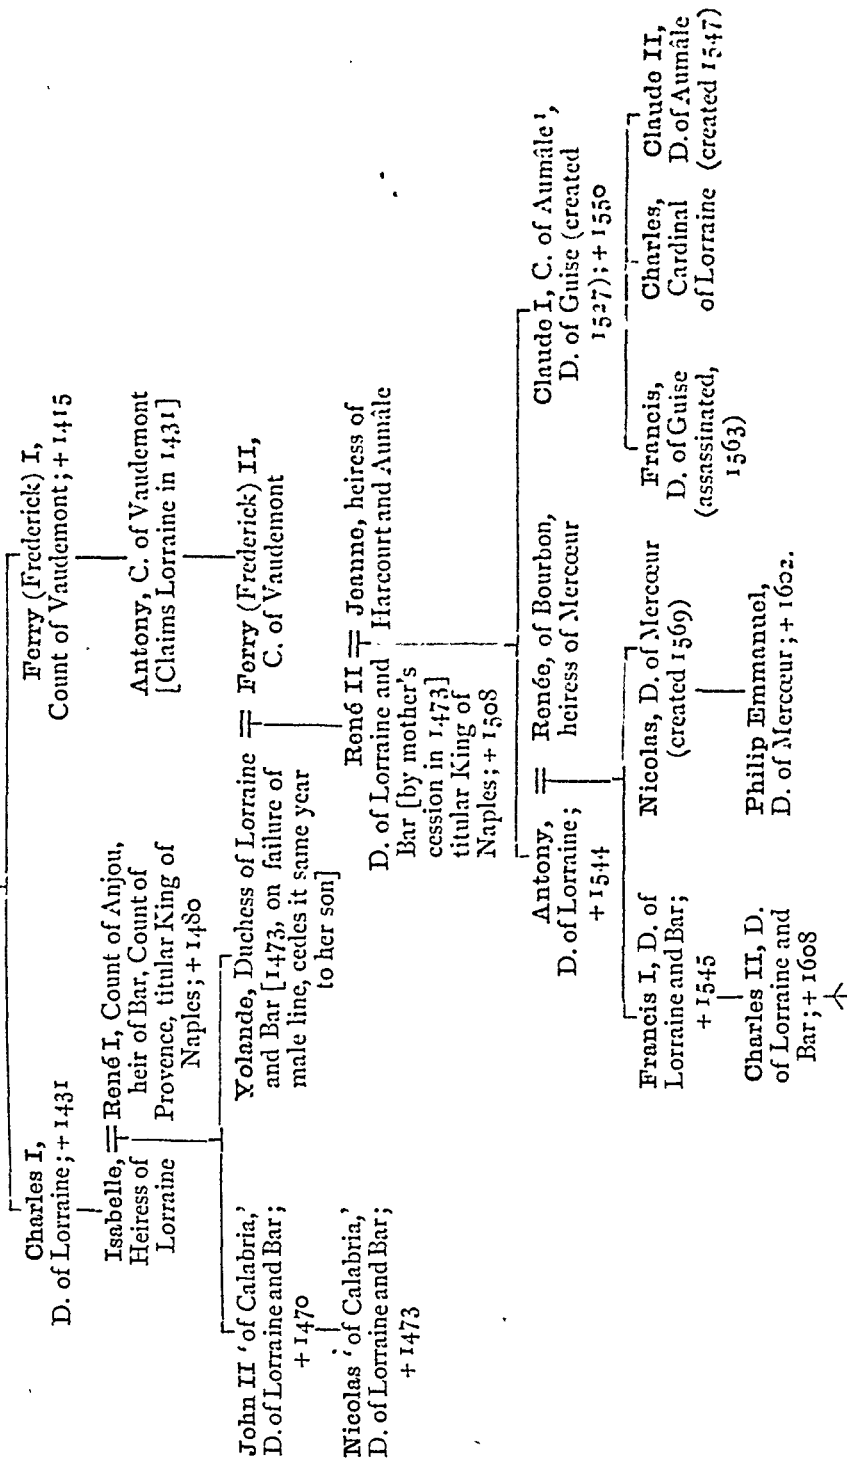 Charles I,
D. of Lorraine; + 1431
Ferry (Frederick) I,
Count of Vaudemont; + 1415
Isabelle,
Heiress of
Lorraine
= René I, Count of Anjou,
heir of Bar, Count of
Provence, titular King of
Naples; + 1480
Antony, C. of Vaudemont
[Claims Lorraine in 1431]
John II ‘of Calabria,’
D. of Lorraine and Bar;
+ 1470
Yolande, Duchess of Lorraine
and Bar [1473, on failure of
male line, cedes it same year
to her son]
= Ferry (Frederick) II,
C. of Vaudemont
Nicolas ‘of Calabria,’
D. of Lorraine and Bar;
+ 1473
René II
D. of Lorraine and
Bar [by mother's
cession in 1473]
titular King of
Naples; + 1508
= Jeanne, heiress of
Harcourt and Aumâle
Antony,
D. of Lorraine;
+ 1544
= Renée, of Bourbon,
heiress of Mercœur
Claude I, C. of Aumâle¹,
D. of Guise (created
1527); + 1550
Francis I, D. of
Lorraine and Bar;
+ 1545
Nicolas, D. of Mercœur
(created 1569)
Francis,
D. of Guise
(assassinated,
1563)
Charles,
Cardinal
of Lorraine
Claude II,
D. of Aumâle
(created 1547)
Charles II, D.
of Lorraine and
Bar; + 1608
Philip Emmanuel,
D. of Mercœur; + 1602.